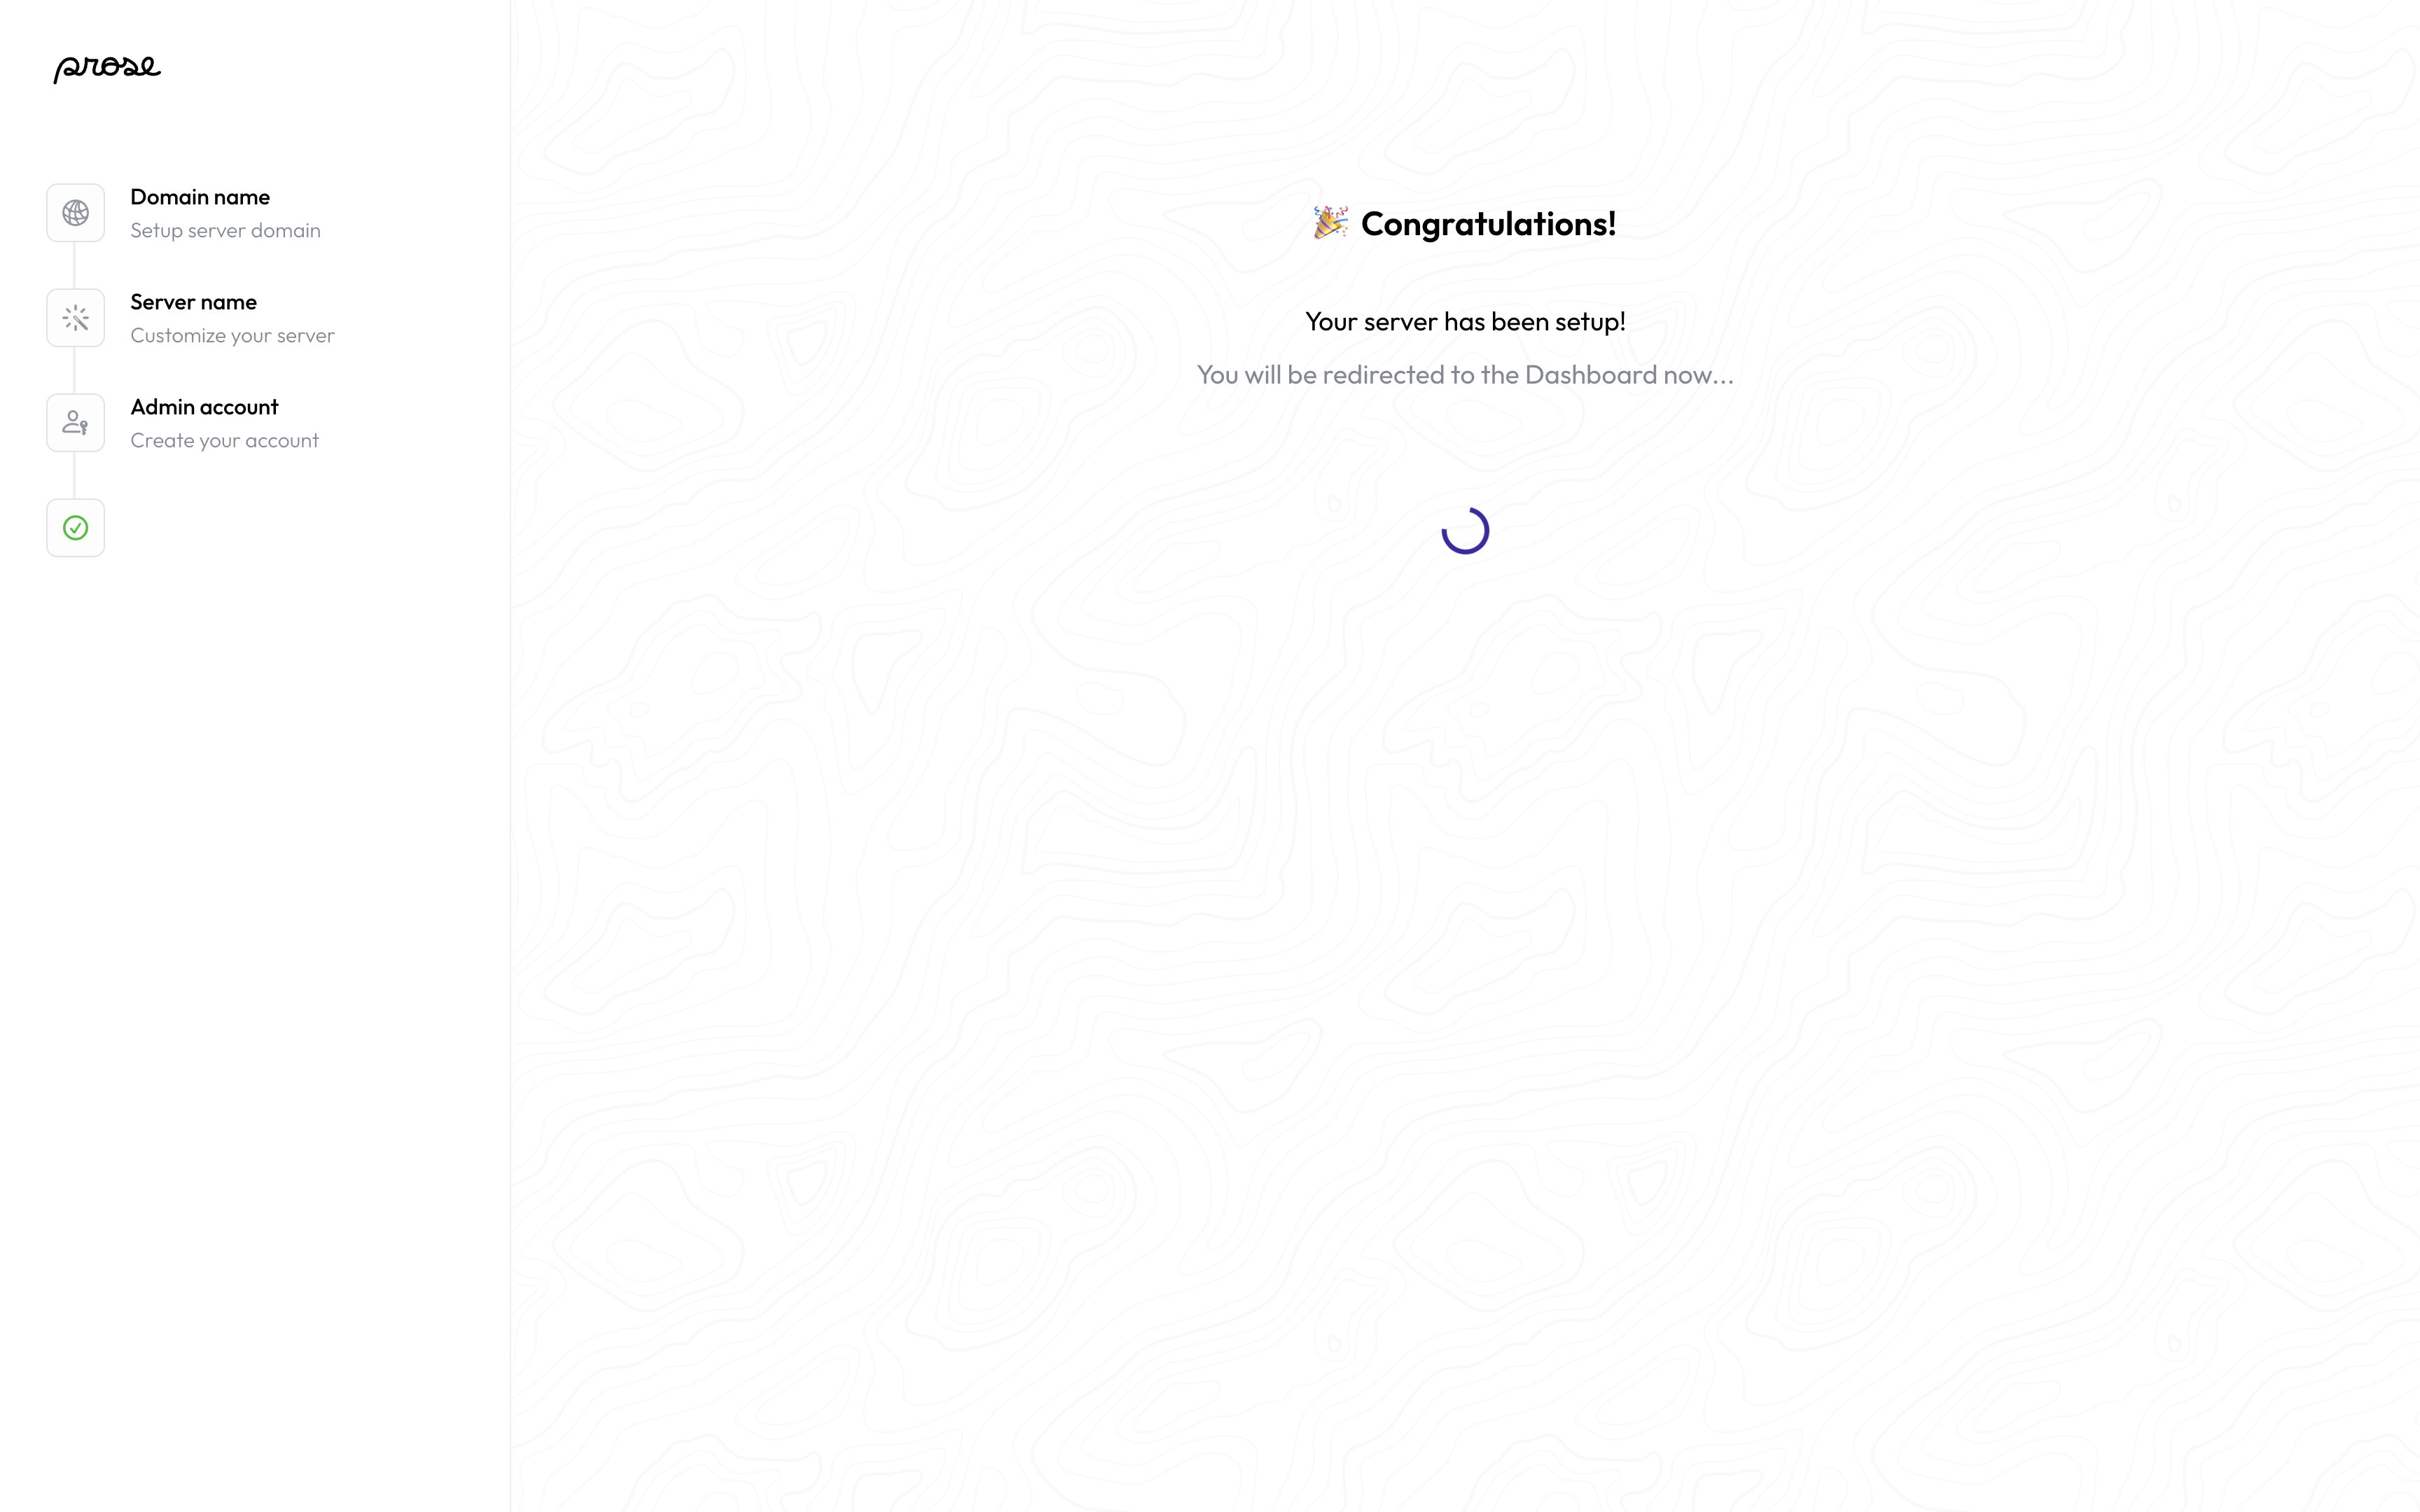 prose
Domain name
Setup server domain
Server name
Customize your server
Admin account
Create your account
🎉 Congratulations!
Your server has been setup!
You will be redirected to the Dashboard now...